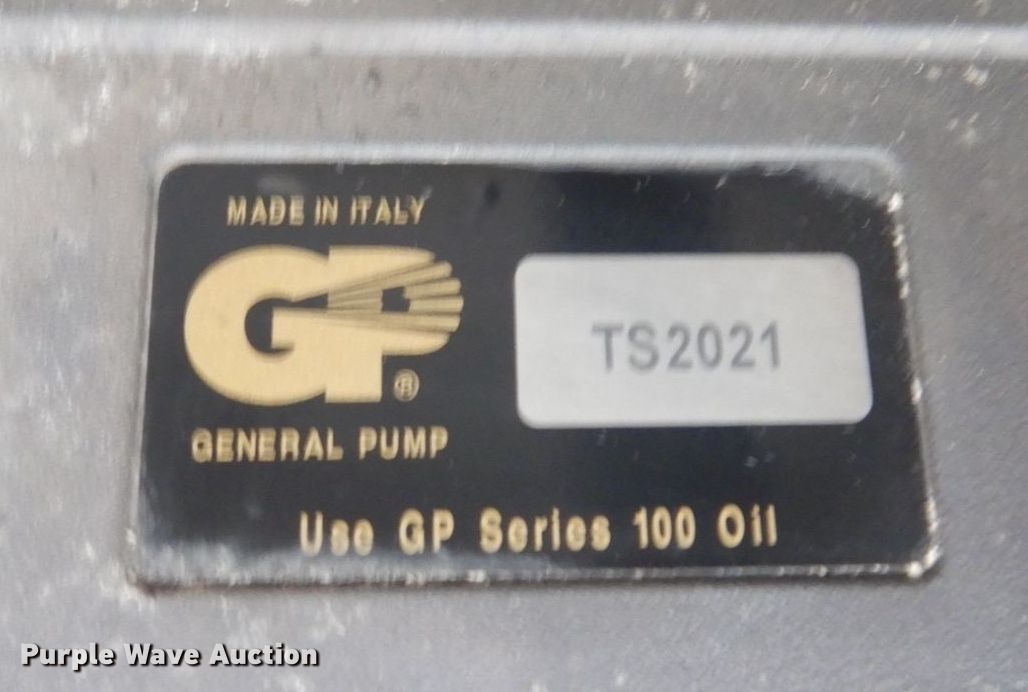 MADE IN ITALY
GP®
GENERAL PUMP
TS2021
Use GP Series 100 Oil
Purple Wave Auction